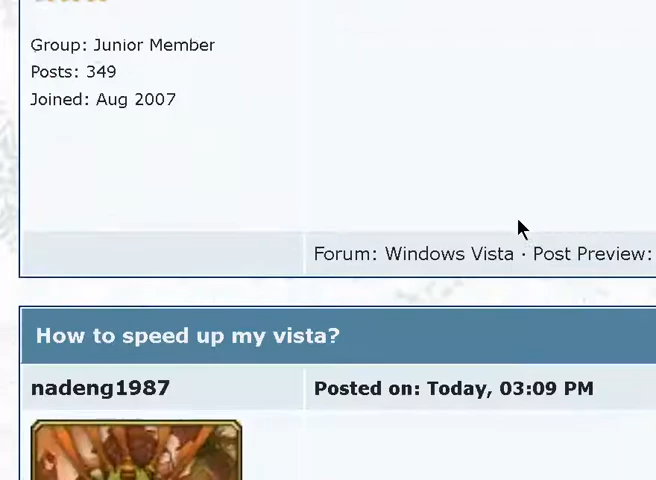 Group: Junior Member
Posts: 349
Joined: Aug 2007
Forum: Windows Vista · Post Preview:
How to speed up my vista?
nadeng1987
Posted on: Today, 03:09 PM